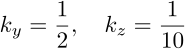 k_y = \frac{1}{2}, \quad k_z = \frac{1}{10}